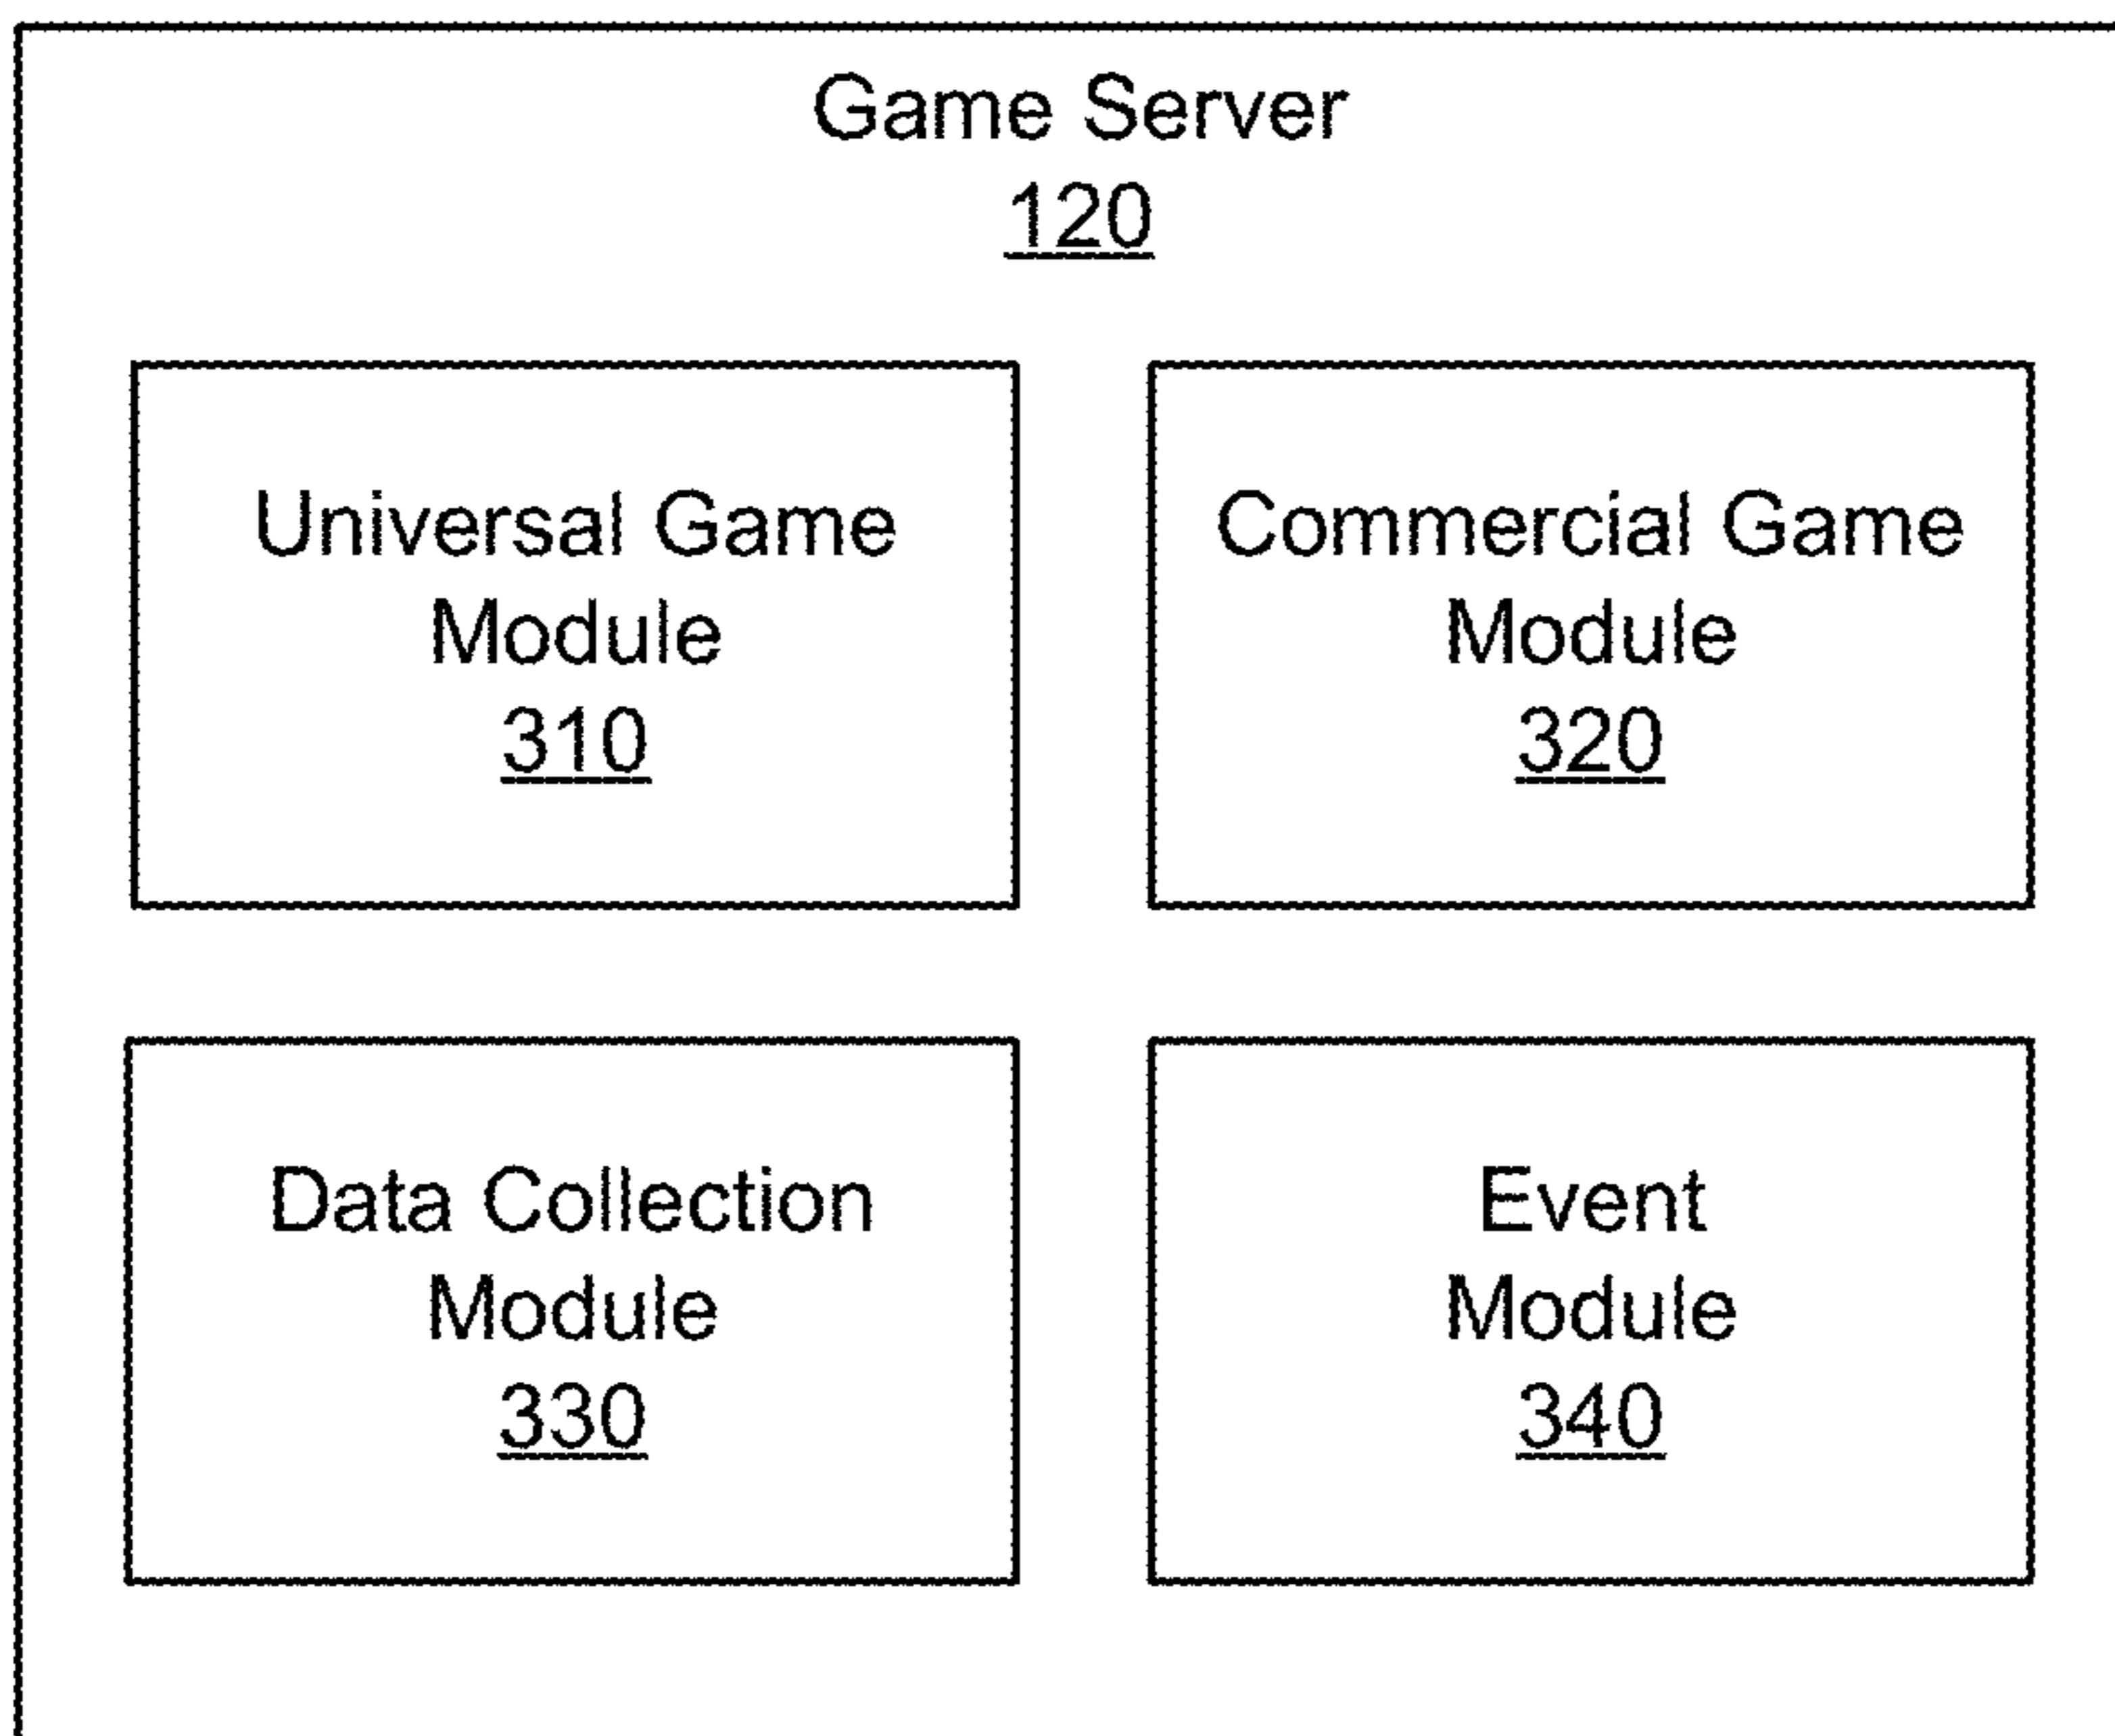 Game Server
120
Universal Game
Module
310
Commercial Game
Module
320
Data Collection
Module
330
Event
Module
340